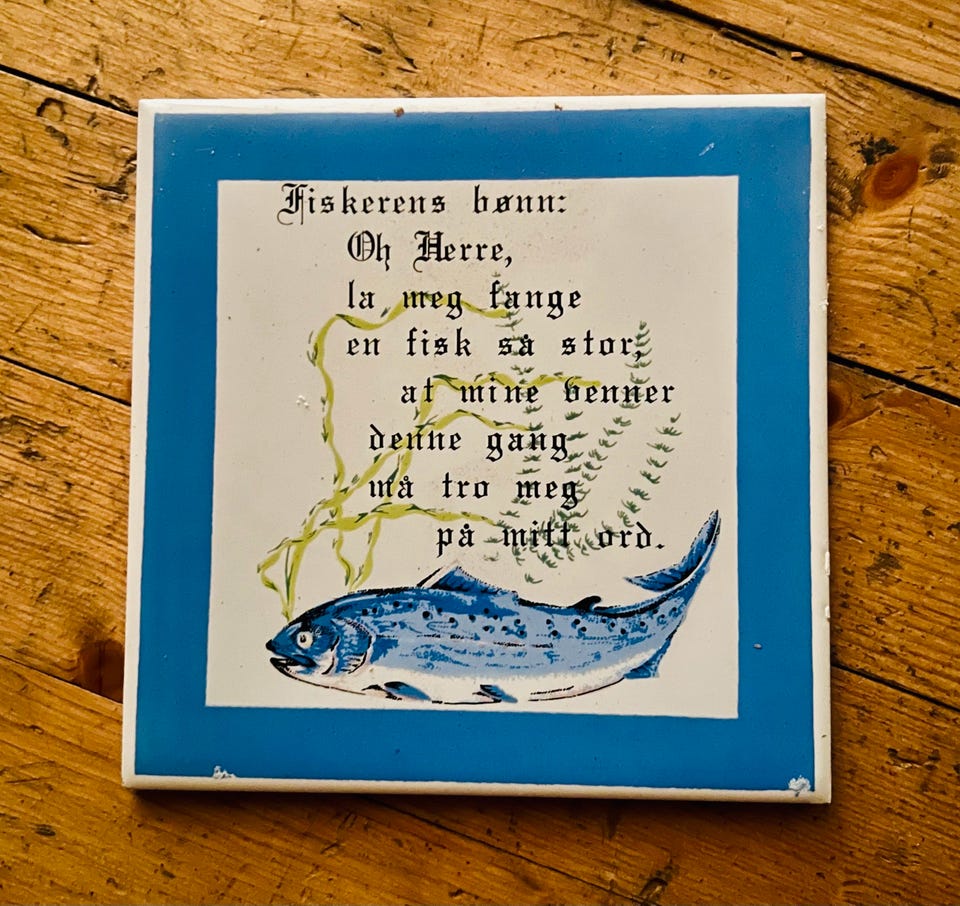 Fiskerens bønn:
Oh Herre,
la meg fange
en fisk så stor,
at mine venner
denne gang
må tro meg
på mitt ord.